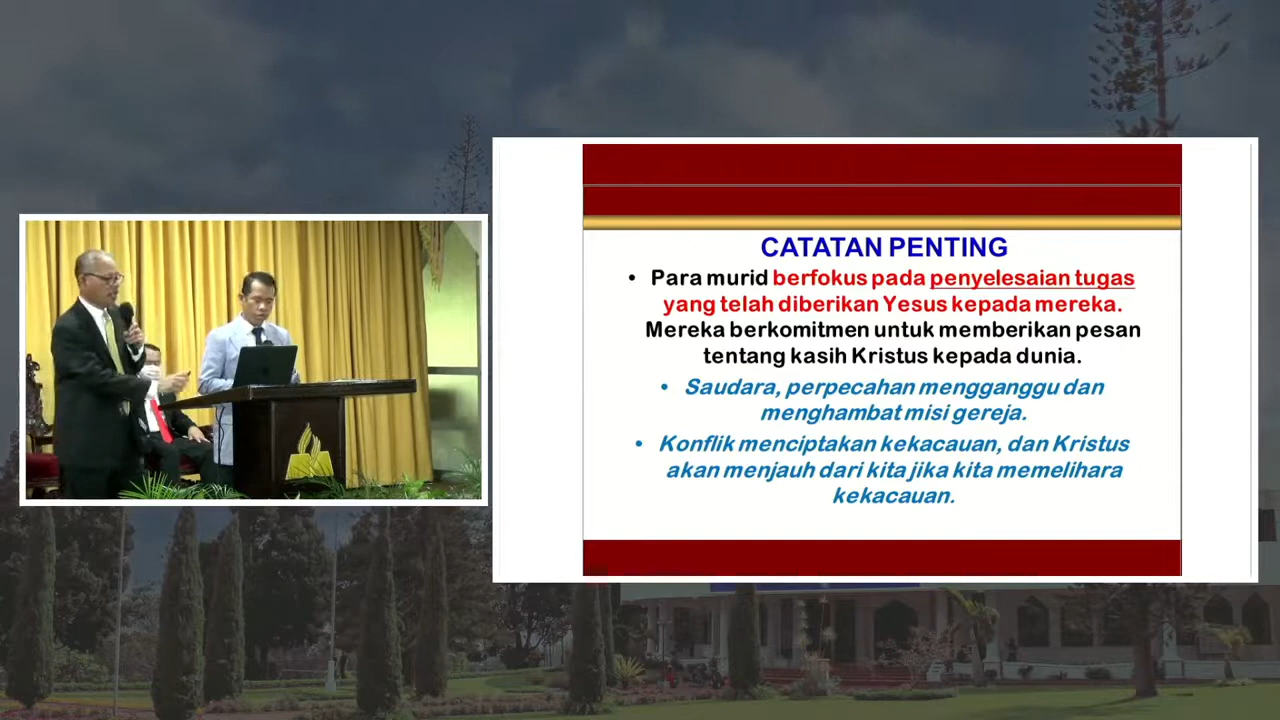 CATATAN PENTING
• Para murid berfokus pada penyelesaian tugas
yang telah diberikan Yesus kepada mereka.
Mereka berkomitmen untuk memberikan pesan
tentang kasih Kristus kepada dunia.
• Saudara, perpecahan mengganggu dan
menghambat misi gereja.
• Konflik menciptakan kekacauan, dan Kristus
akan menjauh dari kita jika kita memelihara
kekacauan.